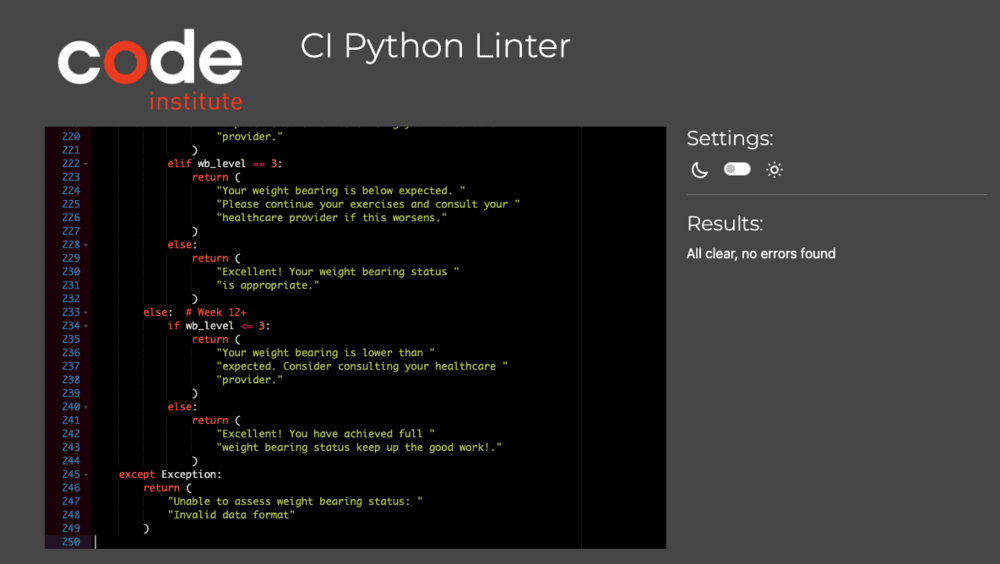 code
institute
CI Python Linter
220 "provider."
221 )
222 elif wb_level == 3:
223 return (
224 "Your weight bearing is below expected. "
225 "Please continue your exercises and consult your "
226 "healthcare provider if this worsens."
227 )
228 else:
229 return (
230 "Excellent! Your weight bearing status "
231 "is appropriate."
232 )
233 else:  # Week 12+
234 if wb_level <= 3:
235 return (
236 "Your weight bearing is lower than "
237 "expected. Consider consulting your healthcare "
238 "provider."
239 )
240 else:
241 return (
242 "Excellent! You have achieved full "
243 "weight bearing status keep up the good work!."
244 )
245 except Exception:
246 return (
247 "Unable to assess weight bearing status: "
248 "Invalid data format"
249 )
250
Settings:
Results:
All clear, no errors found